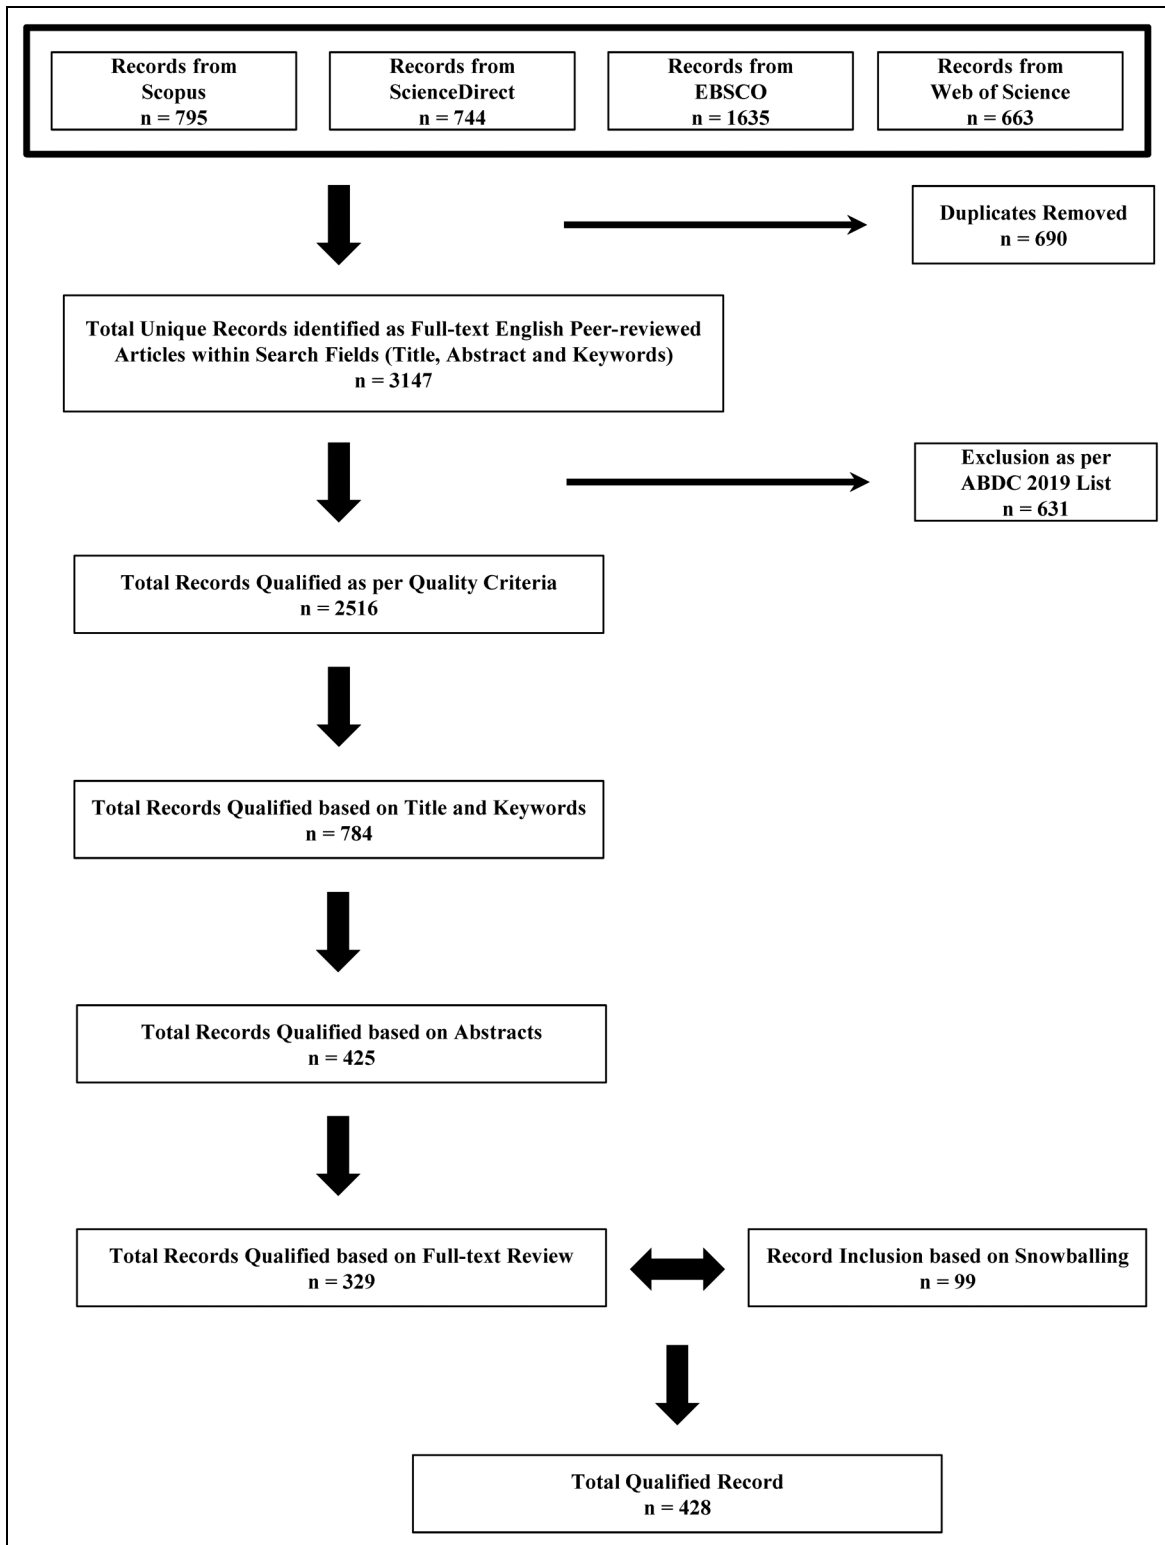 Records from
Scopus
n = 795
Records from
ScienceDirect
n = 744
Records from
EBSCO
n = 1635
Records from
Web of Science
n = 663
Duplicates Removed
n = 690
Total Unique Records identified as Full-text English Peer-reviewed
Articles within Search Fields (Title, Abstract and Keywords)
n = 3147
Exclusion as per
ABDC 2019 List
n = 631
Total Records Qualified as per Quality Criteria
n = 2516
Total Records Qualified based on Title and Keywords
n = 784
Total Records Qualified based on Abstracts
n = 425
Total Records Qualified based on Full-text Review
n = 329
Record Inclusion based on Snowballing
n = 99
Total Qualified Record
n = 428